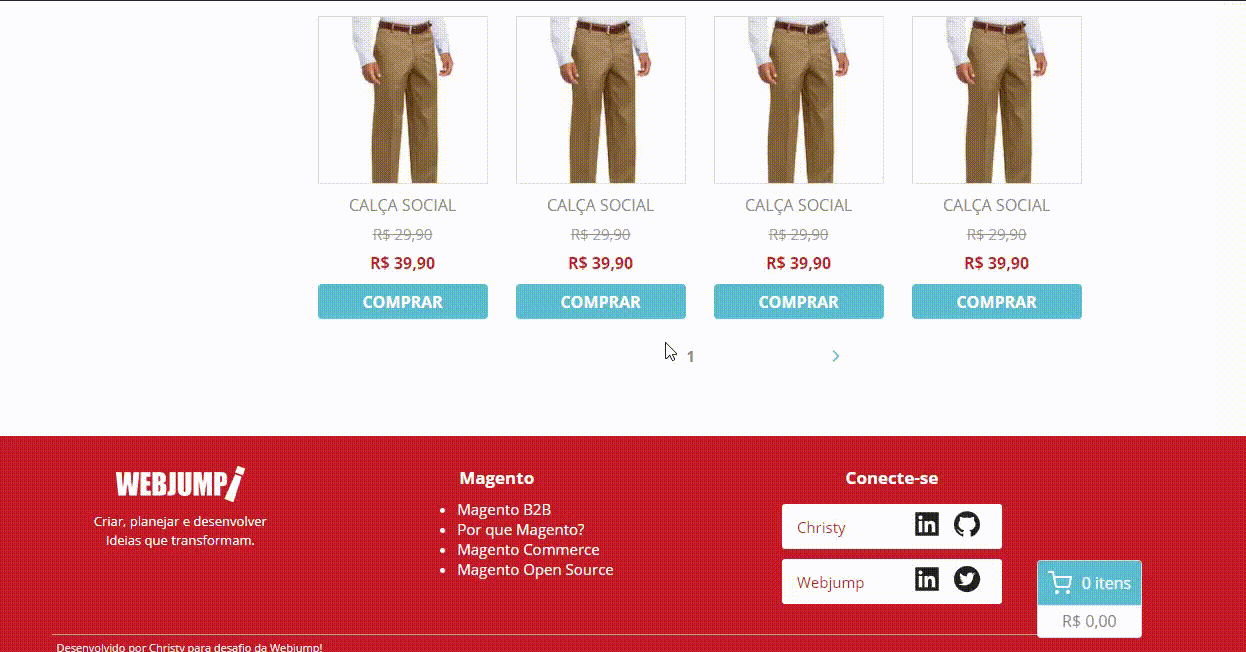 CALÇA SOCIAL CALÇA SOCIAL CALÇA SOCIAL CALÇA SOCIAL
R$ 29,90 R$ 29,90 R$ 29,90 R$ 29,90
R$ 39,90 R$ 39,90 R$ 39,90 R$ 39,90
COMPRAR COMPRAR COMPRAR COMPRAR
1
WEBJUMP!
Criar, planejar e desenvolver
ideias que transformam.
Magento
Magento B2B
Por que Magento?
Magento Commerce
Magento Open Source
Conecte-se
Christy
Webjump
0 itens
R$ 0,00
Desenvolvido por Christy para desafio da Webjump!